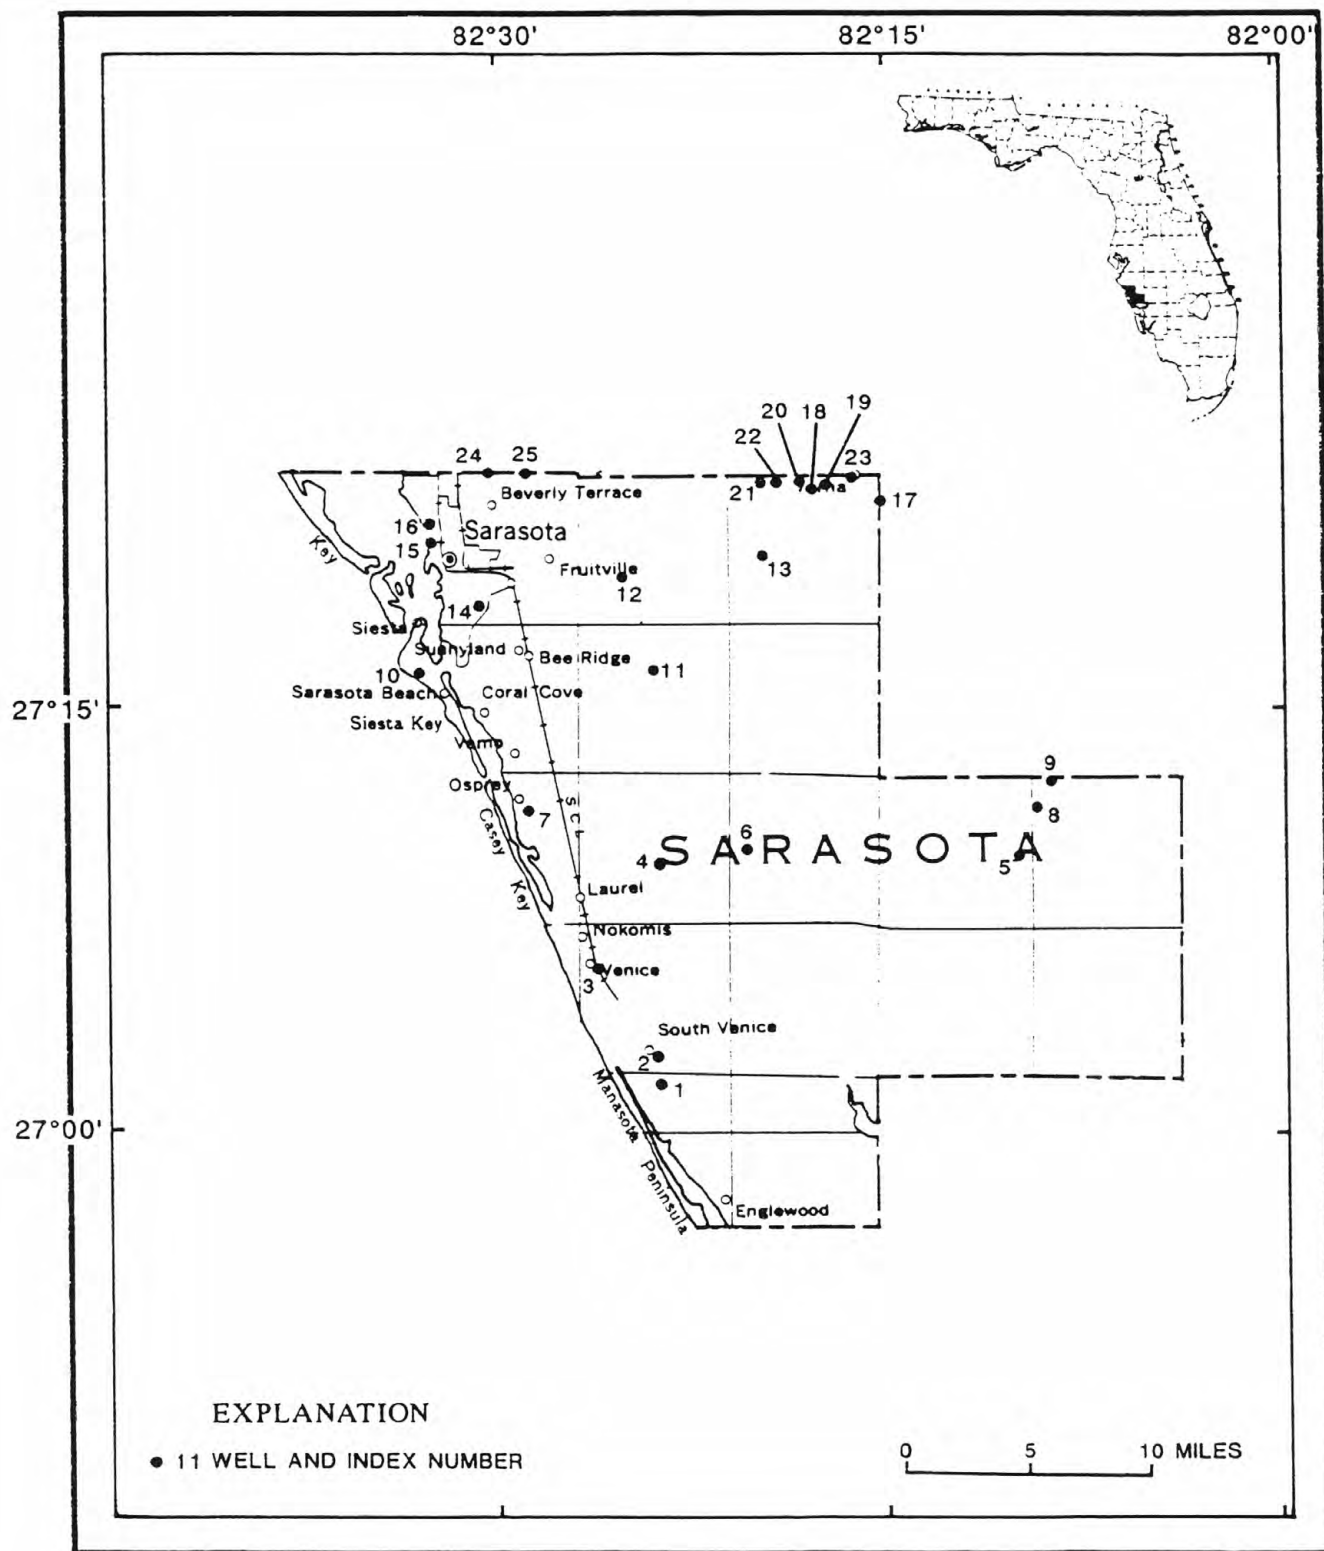 82°30'
82°15'
82°00'
19
20 18
22
24 25 23
21
17
Beverly Terrace
16
Sarasota
15
Key
Fruitville
13
12
14
Siesta
Sunnyland
Bee Ridge
11
10
Sarasota Beach
Coral Cove
27°15'
Siesta Key
Vamo
9
Osprey
S C L
7
8
Casey
6
SARASOTA
4
5
Key
Laurel
Nokomis
Venice
3
South Venice
2
1
Manasota
27°00'
Peninsula
Englewood
EXPLANATION
11 WELL AND INDEX NUMBER
0 5 10 MILES